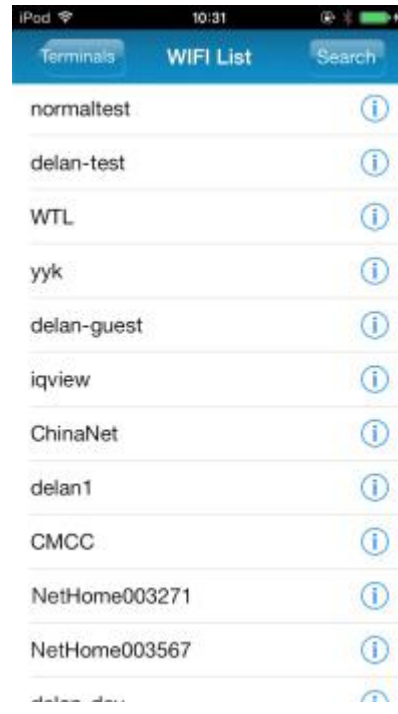 iPod 10:31
Terminals WIFI List Search
normaltest
delan-test
WTL
yyk
delan-guest
iqview
ChinaNet
delan1
CMCC
NetHome003271
NetHome003567